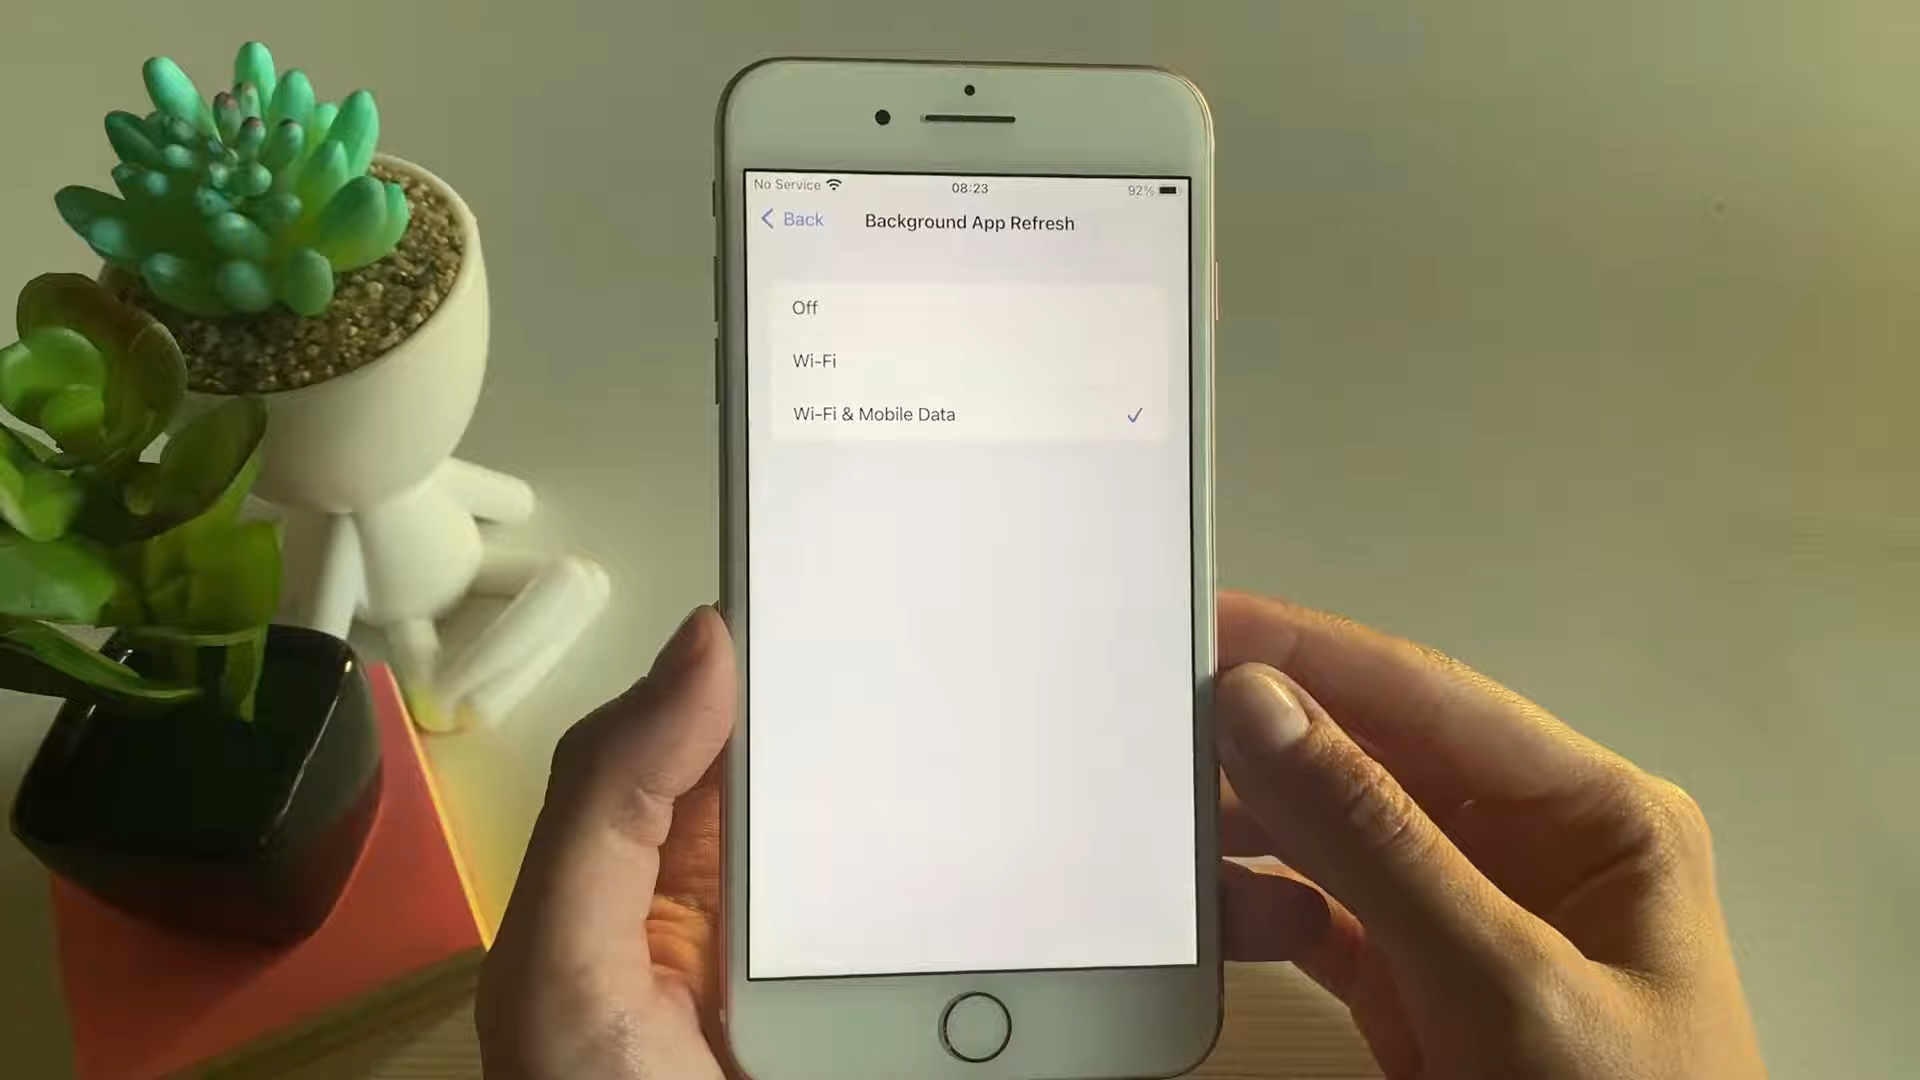 No Service 08:23 92%
Back Background App Refresh
Off
Wi-Fi
Wi-Fi & Mobile Data